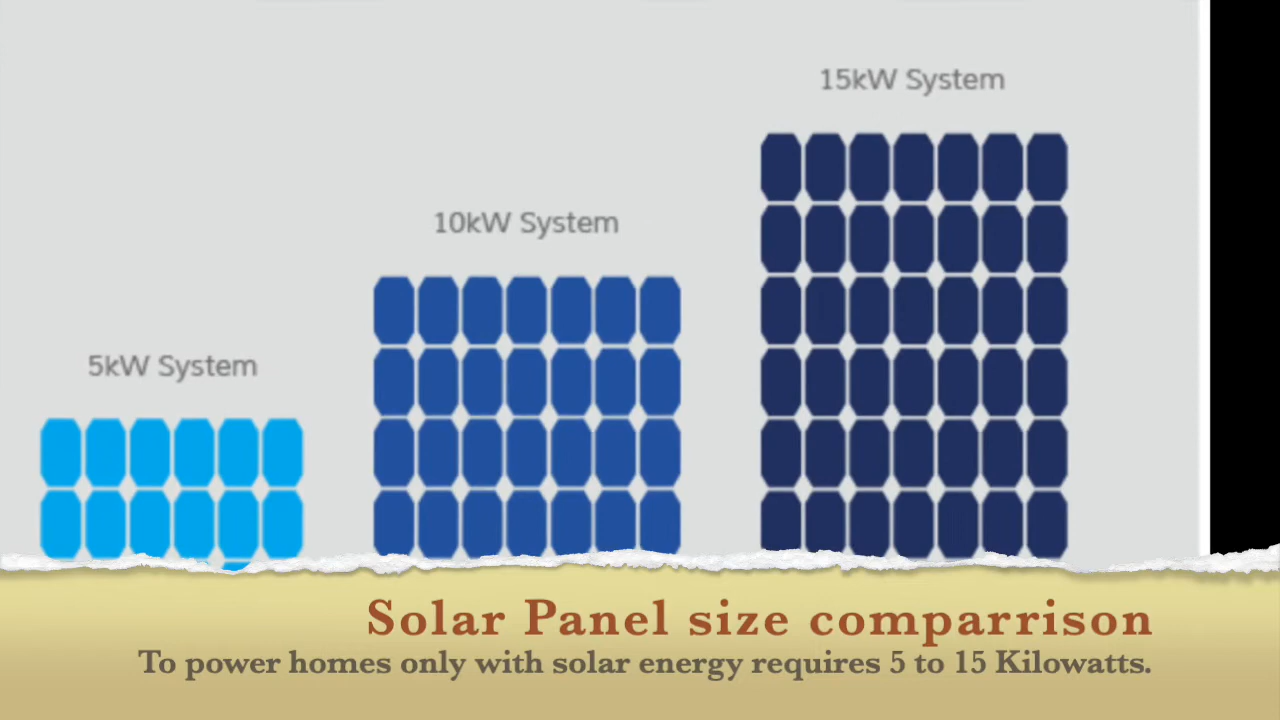 15kW System
10kW System
5kW System
Solar Panel size comparrison
To power homes only with solar energy requires 5 to 15 Kilowatts.